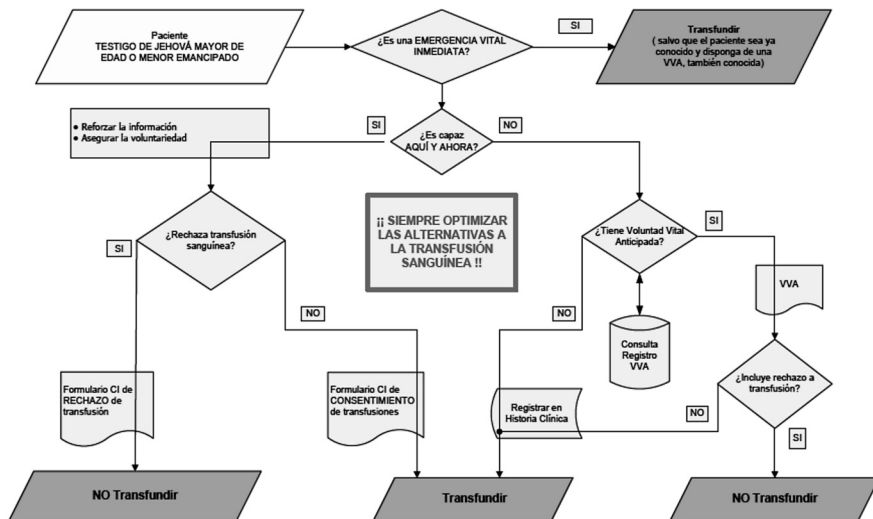 Paciente
TESTIGO DE JEHOVÁ MAYOR DE
EDAD O MENOR EMANCIPADO
¿Es una EMERGENCIA VITAL
INMEDIATA?
SI
Transfundir
( salvo que el paciente sea ya
conocido y disponga de una
VVA, también conocida)
• Reforzar la información
• Asegurar la voluntariedad
SI
¿Es capaz
AQUÍ Y AHORA?
NO
¿Rechaza transfusión
sanguínea?
SI
NO
¡¡ SIEMPRE OPTIMIZAR
LAS ALTERNATIVAS A
LA TRANSFUSIÓN
SANGUÍNEA !!
¿Tiene Voluntad Vital
Anticipada?
SI
NO
VVA
Consulta
Registro
VVA
¿Incluye rechazo a
transfusión?
NO
SI
Formulario CI de
RECHAZO de
transfusión
Formulario CI de
CONSENTIMIENTO
de transfusiones
Registrar en
Historia Clínica
NO Transfundir
Transfundir
NO Transfundir